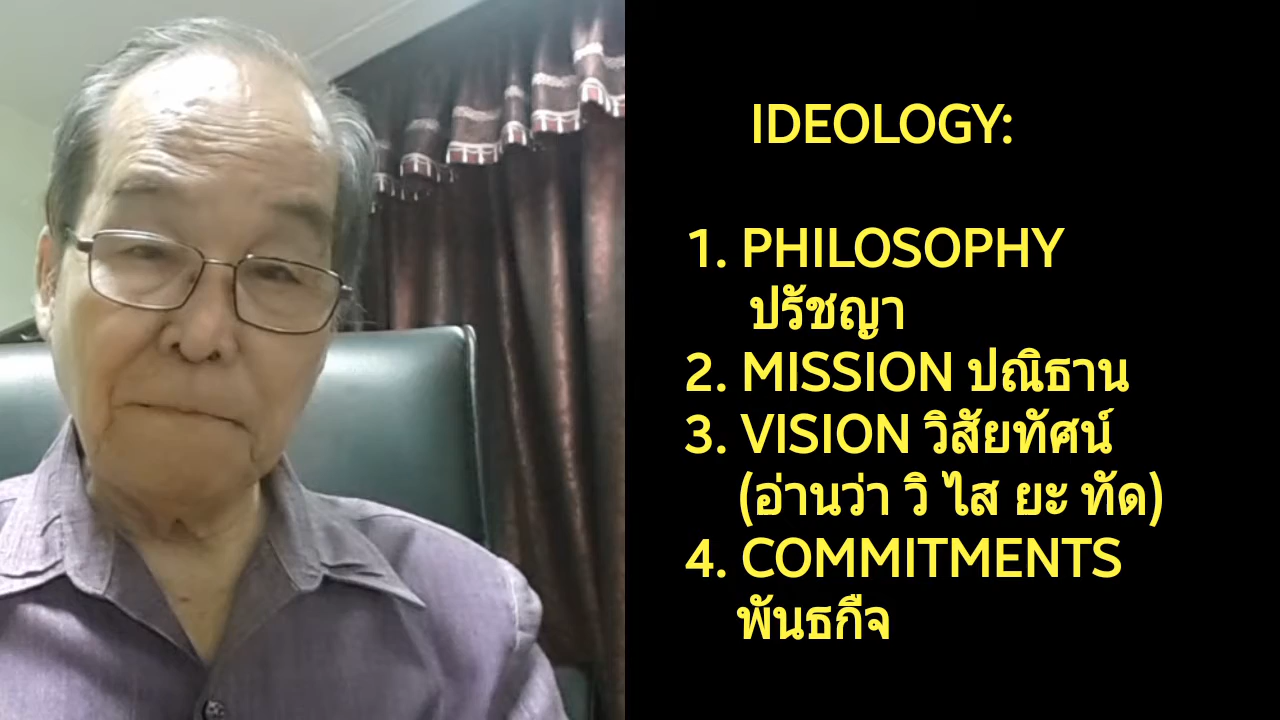 IDEOLOGY:
1. PHILOSOPHY
ปรัชญา
2. MISSION ปณิธาน
3. VISION วิสัยทัศน์
(อ่านว่า วิ ไส ยะ ทัด)
4. COMMITMENTS
พันธกืจ